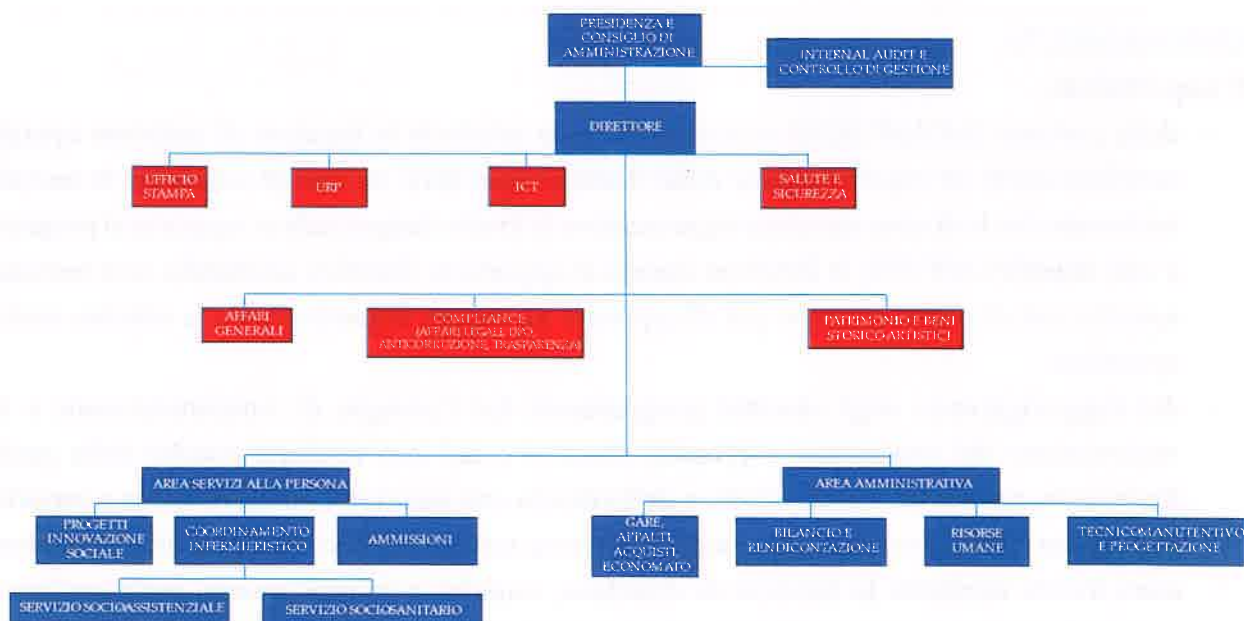 PRESIDENZA E
CONSIGLIO DI
AMMINISTRAZIONE
INTERNAL AUDIT E
CONTROLLO DI GESTIONE
DIRETTORE
UFFICIO
STAMPA
URP
ICT
SALUTE E
SICUREZZA
AFFARI
GENERALI
COMPLIANCE
(AFFARI LEGALI, DPO,
ANTICORRUZIONE, TRASPARENZA)
PATRIMONIO E BENI
STORICO-ARTISTICI
AREA SERVIZI ALLA PERSONA
AREA AMMINISTRATIVA
PROGETTI
INNOVAZIONE
SOCIALE
COORDINAMENTO
INFERMIERISTICO
AMMISSIONI
GARE,
APPALTI,
ACQUISTI,
ECONOMATO
BILANCIO E
RENDICONTAZIONE
RISORSE
UMANE
TECNICOMANUTENTIVO
E PROGETTAZIONE
SERVIZIO SOCIOASSISTENZIALE
SERVIZIO SOCIOSANITARIO